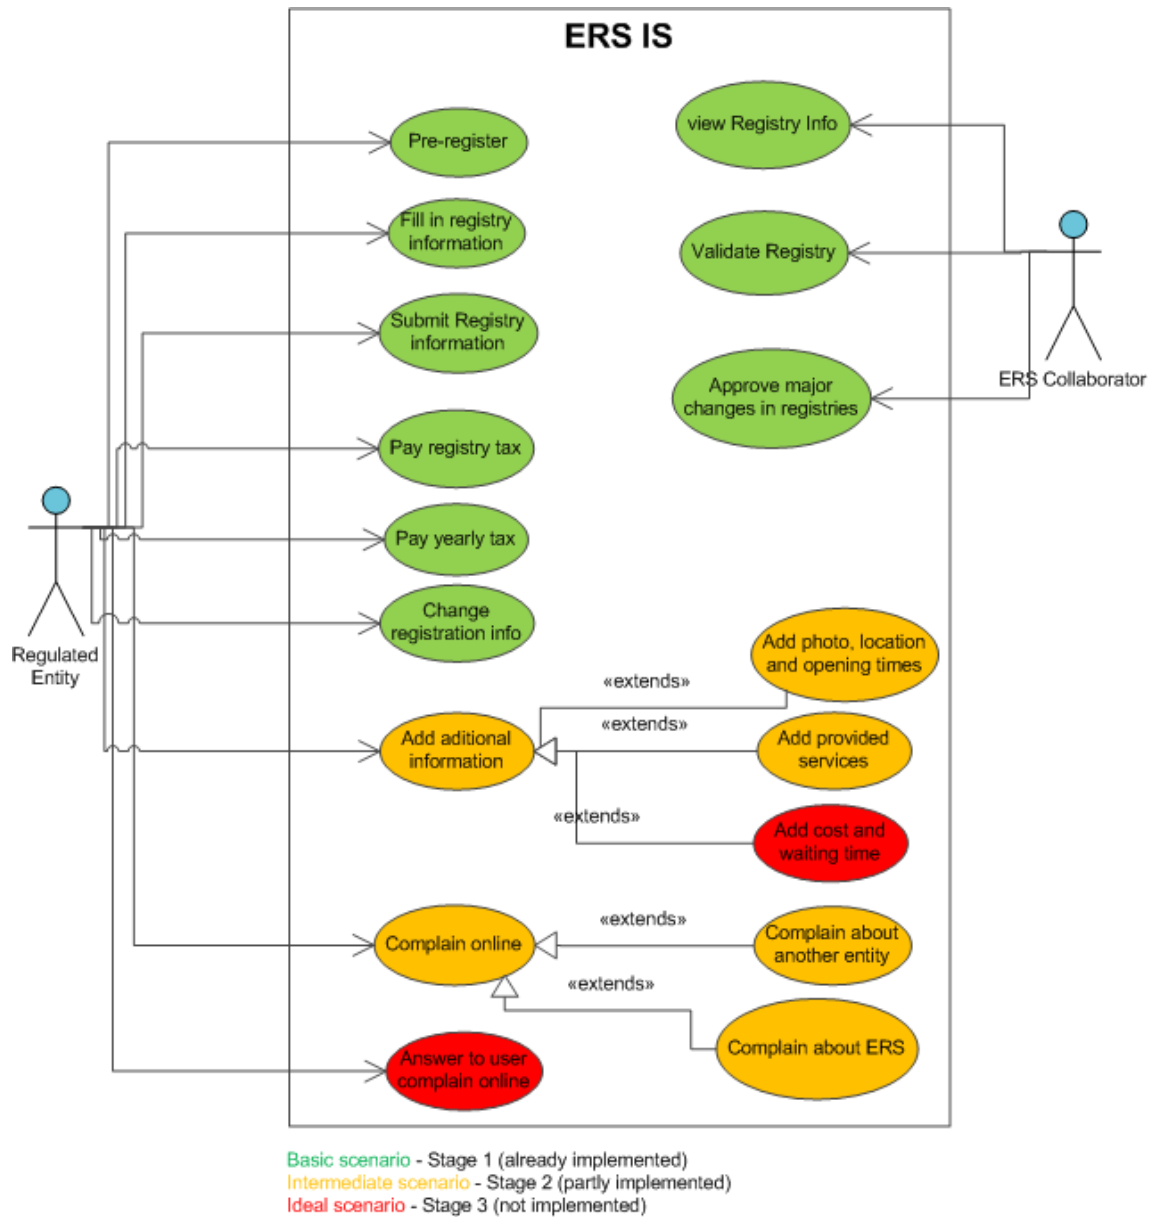 ERS IS
Pre-register
view Registry Info
Fill in registry
information
Validate Registry
Submit Registry
information
ERS Collaborator
Approve major
changes in registries
Pay registry tax
Pay yearly tax
Change
registration info
Regulated
Entity
Add photo, location
and opening times
«extends»
«extends»
Add aditional
information
Add provided
services
«extends»
Add cost and
waiting time
«extends»
Complain online
Complain about
another entity
«extends»
Complain about ERS
Answer to user
complain online
Basic scenario - Stage 1 (already implemented)
Intermediate scenario - Stage 2 (partly implemented)
Ideal scenario - Stage 3 (not implemented)